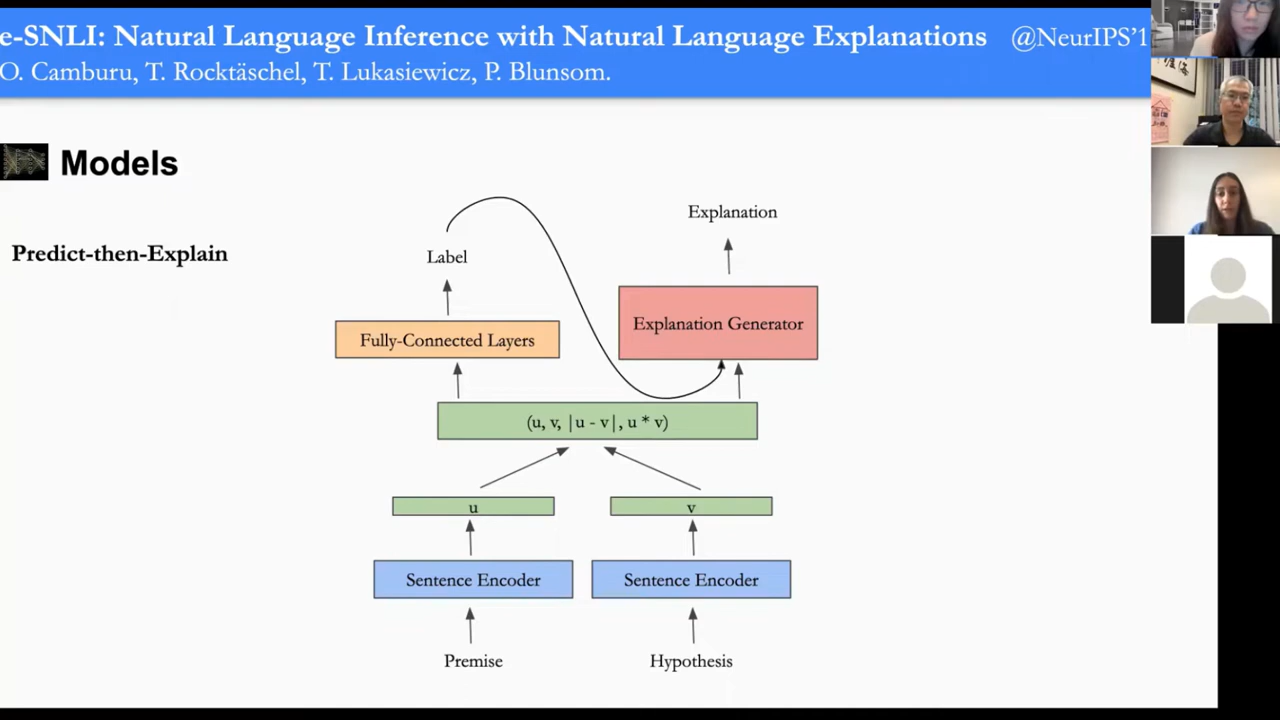 e-SNLI: Natural Language Inference with Natural Language Explanations @NeurIPS'1
O. Camburu, T. Rocktäschel, T. Lukasiewicz, P. Blunsom.
Models
Predict-then-Explain
Explanation
Label
Explanation Generator
Fully-Connected Layers
(u, v, |u - v|, u * v)
u
v
Sentence Encoder
Sentence Encoder
Premise
Hypothesis